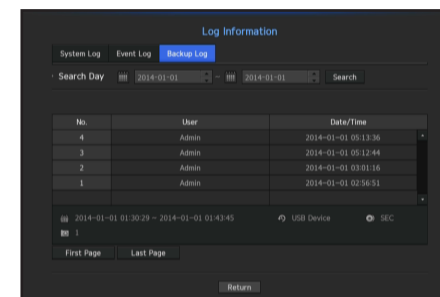 Log Information
System Log Event Log Backup Log
· Search Day 2014-01-01 ~ 2014-01-01 Search
No. User Date/Time
4 Admin 2014-01-01 05:13:36
3 Admin 2014-01-01 05:12:44
2 Admin 2014-01-01 03:01:16
1 Admin 2014-01-01 02:56:51
2014-01-01 01:30:29 ~ 2014-01-01 01:43:45 USB Device SEC
1
First Page Last Page
Return